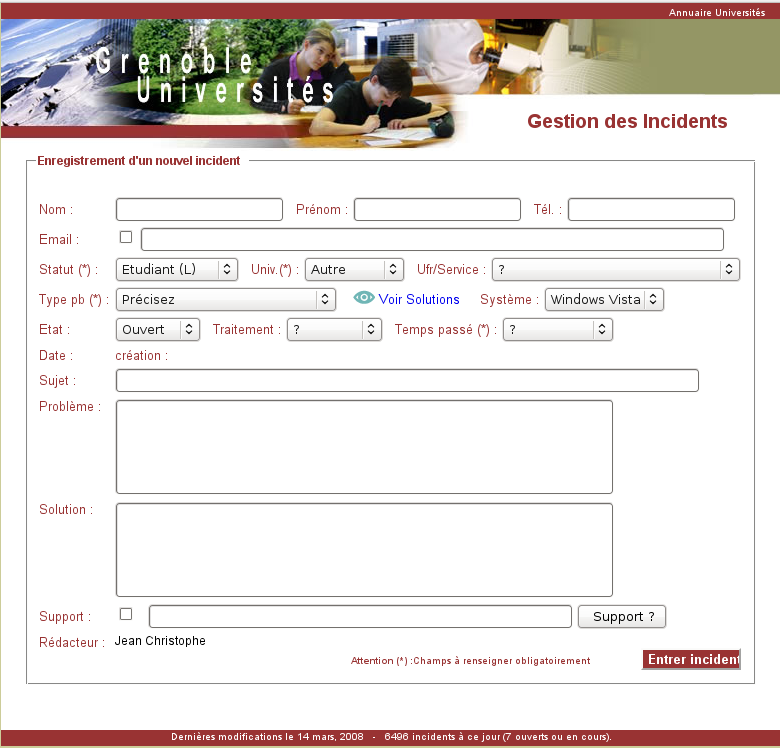 Annuaire Universités
Grenoble
Universités
Gestion des Incidents
Enregistrement d'un nouvel incident
Nom : Prénom : Tél. :
Email :
Statut (*) : Etudiant (L) Univ.(*) : Autre Ufr/Service : ?
Type pb (*) : Précisez Voir Solutions Système : Windows Vista
Etat : Ouvert Traitement : ? Temps passé (*) : ?
Date : création :
Sujet :
Problème :
Solution :
Support : Support ?
Rédacteur : Jean Christophe
Attention (*) :Champs à renseigner obligatoirement Entrer incident
Dernières modifications le 14 mars, 2008 - 6496 incidents à ce jour (7 ouverts ou en cours).